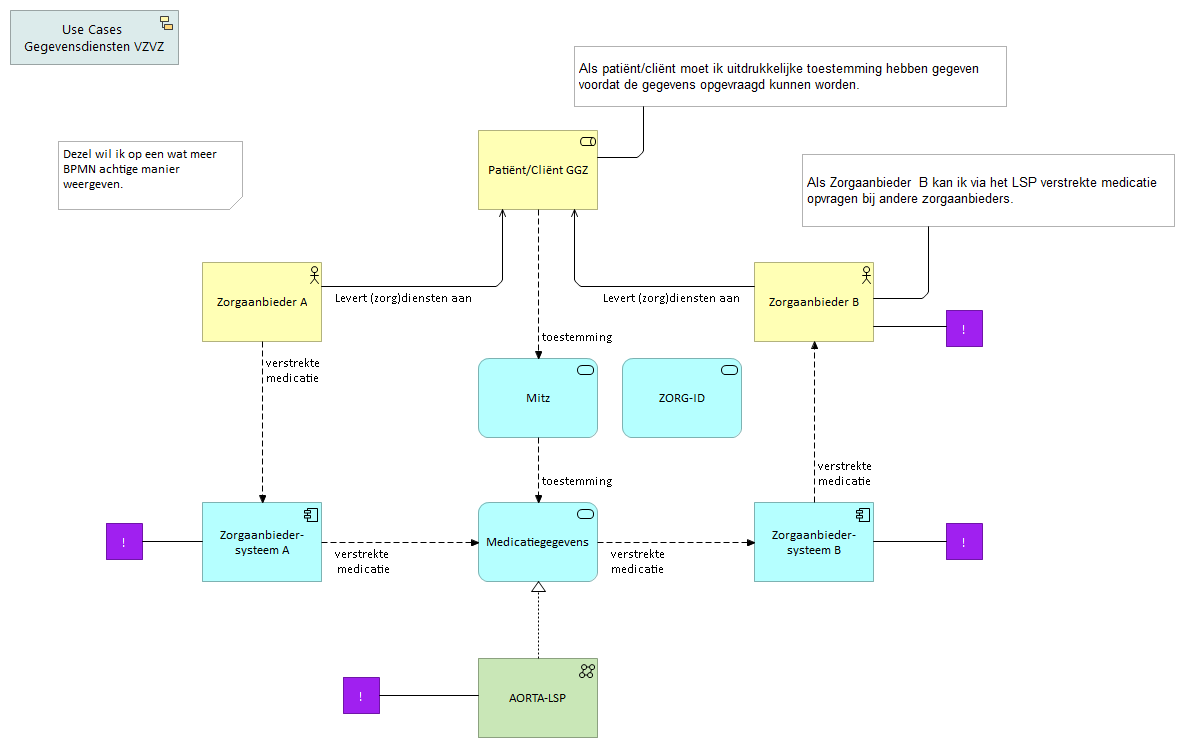 Use Cases
Gegevensdiensten VZVZ
Als patiënt/cliënt moet ik uitdrukkelijke toestemming hebben gegeven
voordat de gegevens opgevraagd kunnen worden.
Dezel wil ik op een wat meer
BPMN achtige manier
weergeven.
Patiënt/Cliënt GGZ
Als Zorgaanbieder B kan ik via het LSP verstrekte medicatie
opvragen bij andere zorgaanbieders.
Zorgaanbieder A
Levert (zorg)diensten aan
Levert (zorg)diensten aan
Zorgaanbieder B
!
toestemming
verstrekte
medicatie
Mitz
ZORG-ID
verstrekte
medicatie
toestemming
!
Zorgaanbieder-
systeem A
verstrekte
medicatie
Medicatiegegevens
verstrekte
medicatie
Zorgaanbieder-
systeem B
!
!
AORTA-LSP